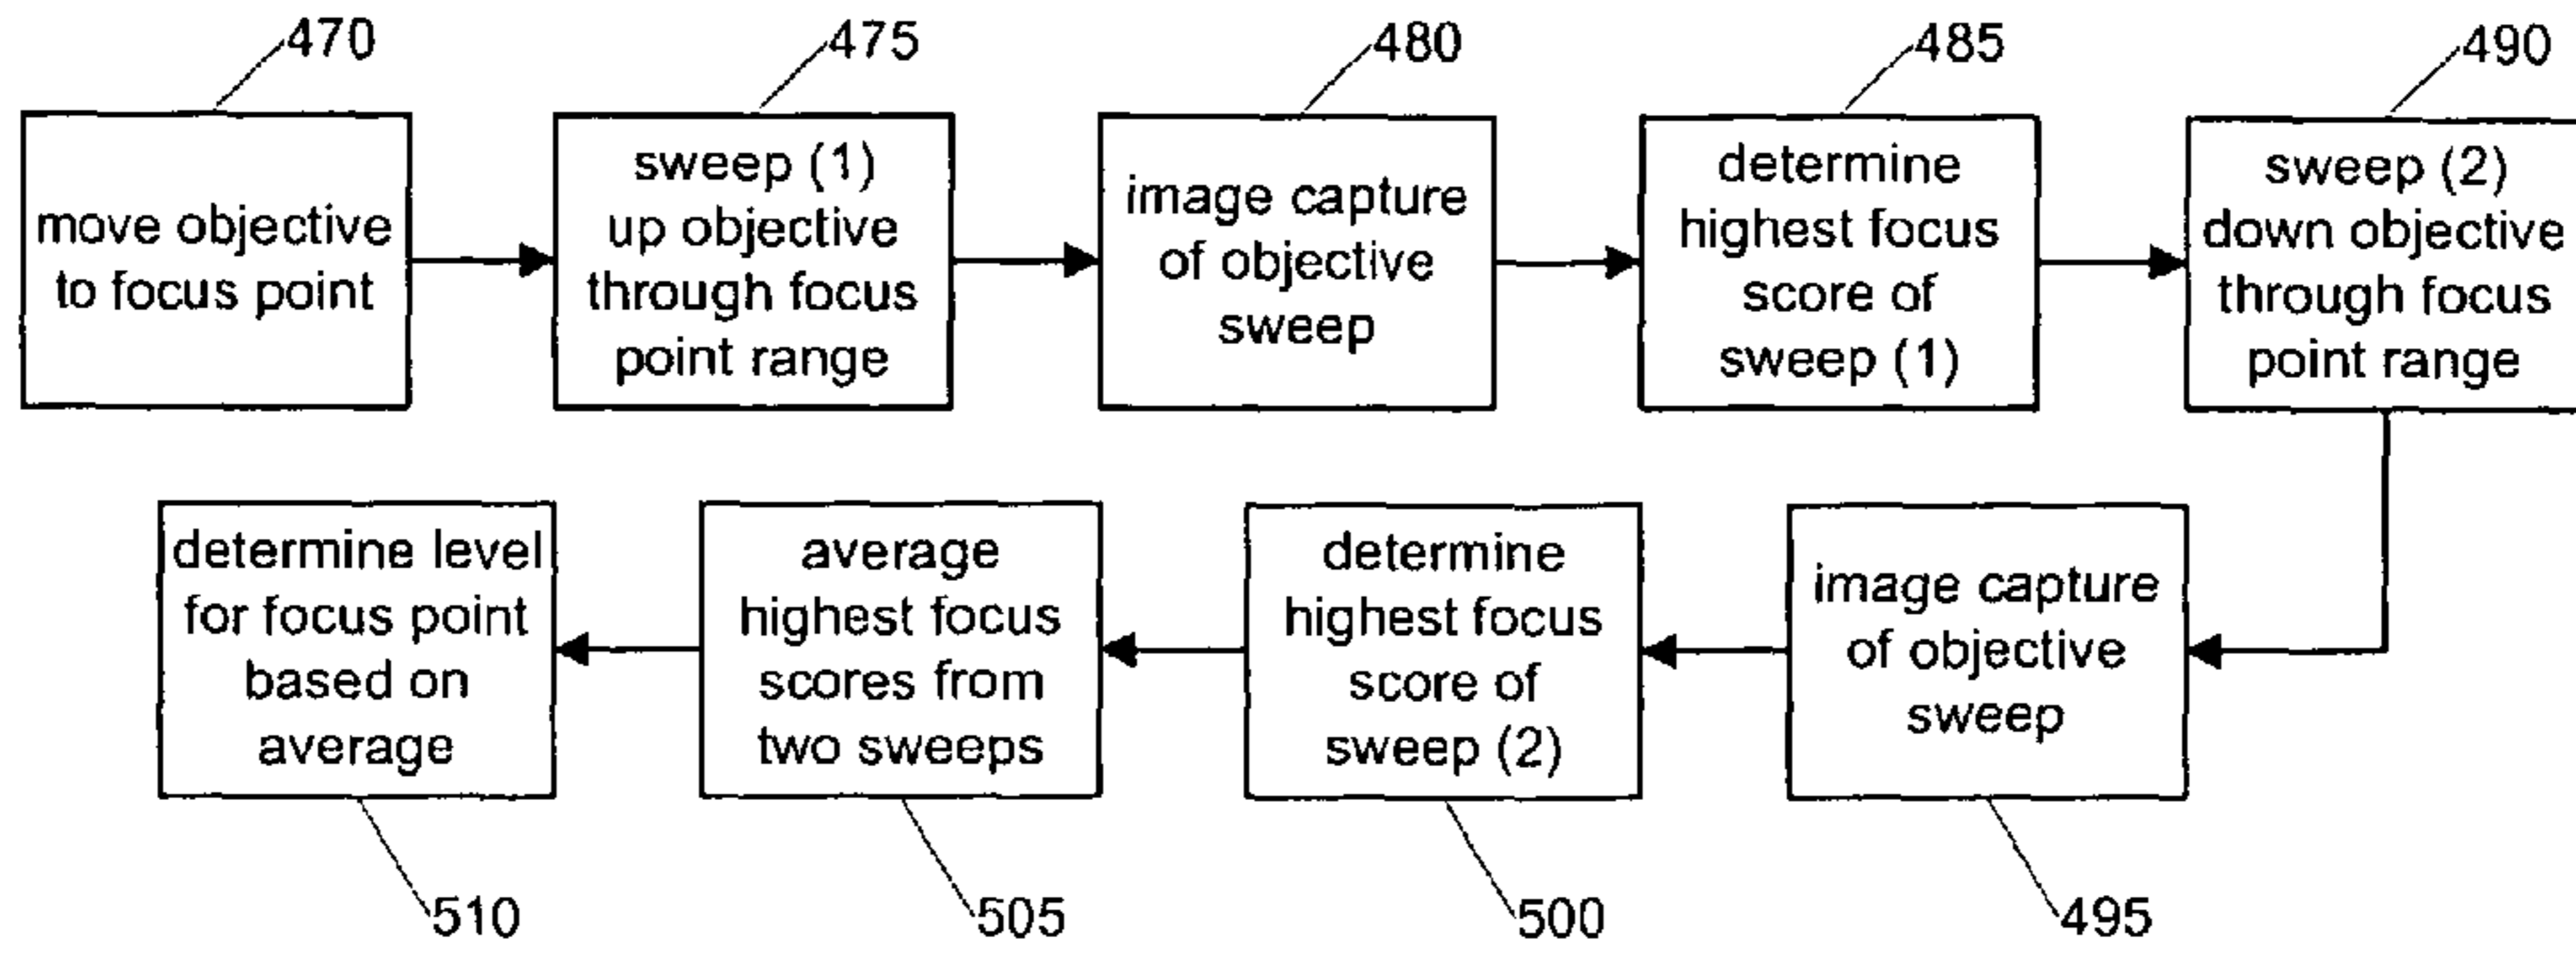 470
475
480
485
490
move objective
to focus point
sweep (1)
up objective
through focus
point range
image capture
of objective
sweep
determine
highest focus
score of
sweep (1)
sweep (2)
down objective
through focus
point range
image capture
of objective
sweep
determine
highest focus
score of
sweep (2)
average
highest focus
scores from
two sweeps
determine level
for focus point
based on
average
510
505
500
495